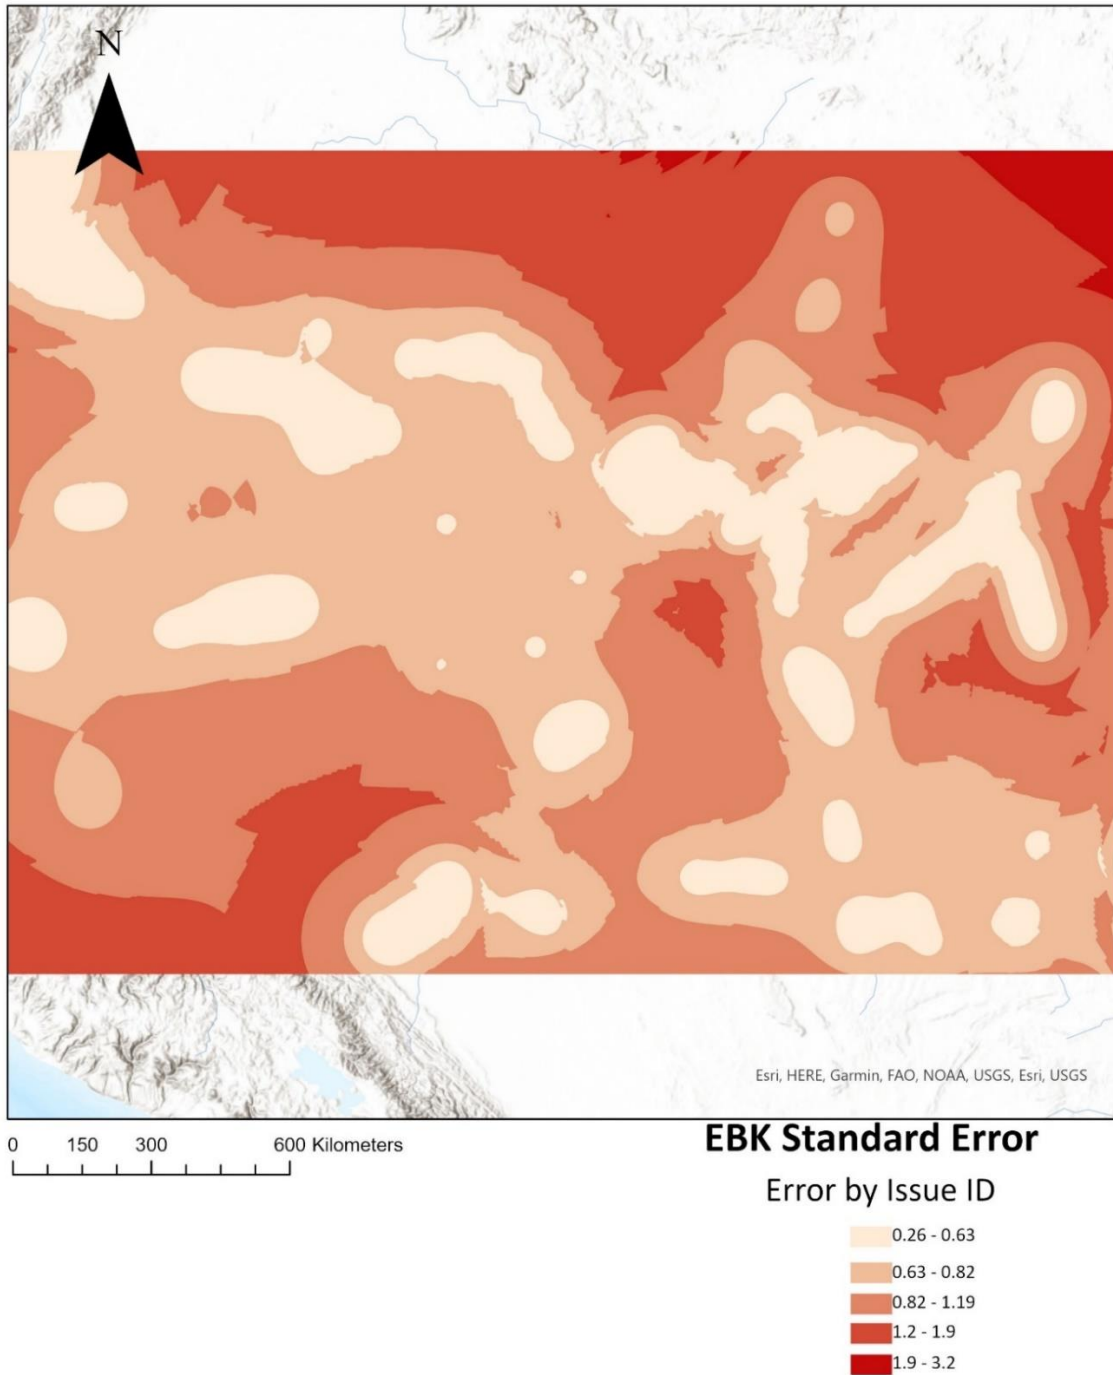 N
Esri, HERE, Garmin, FAO, NOAA, USGS, Esri, USGS
0 150 300 600 Kilometers
EBK Standard Error
Error by Issue ID
0.26 - 0.63
0.63 - 0.82
0.82 - 1.19
1.2 - 1.9
1.9 - 3.2